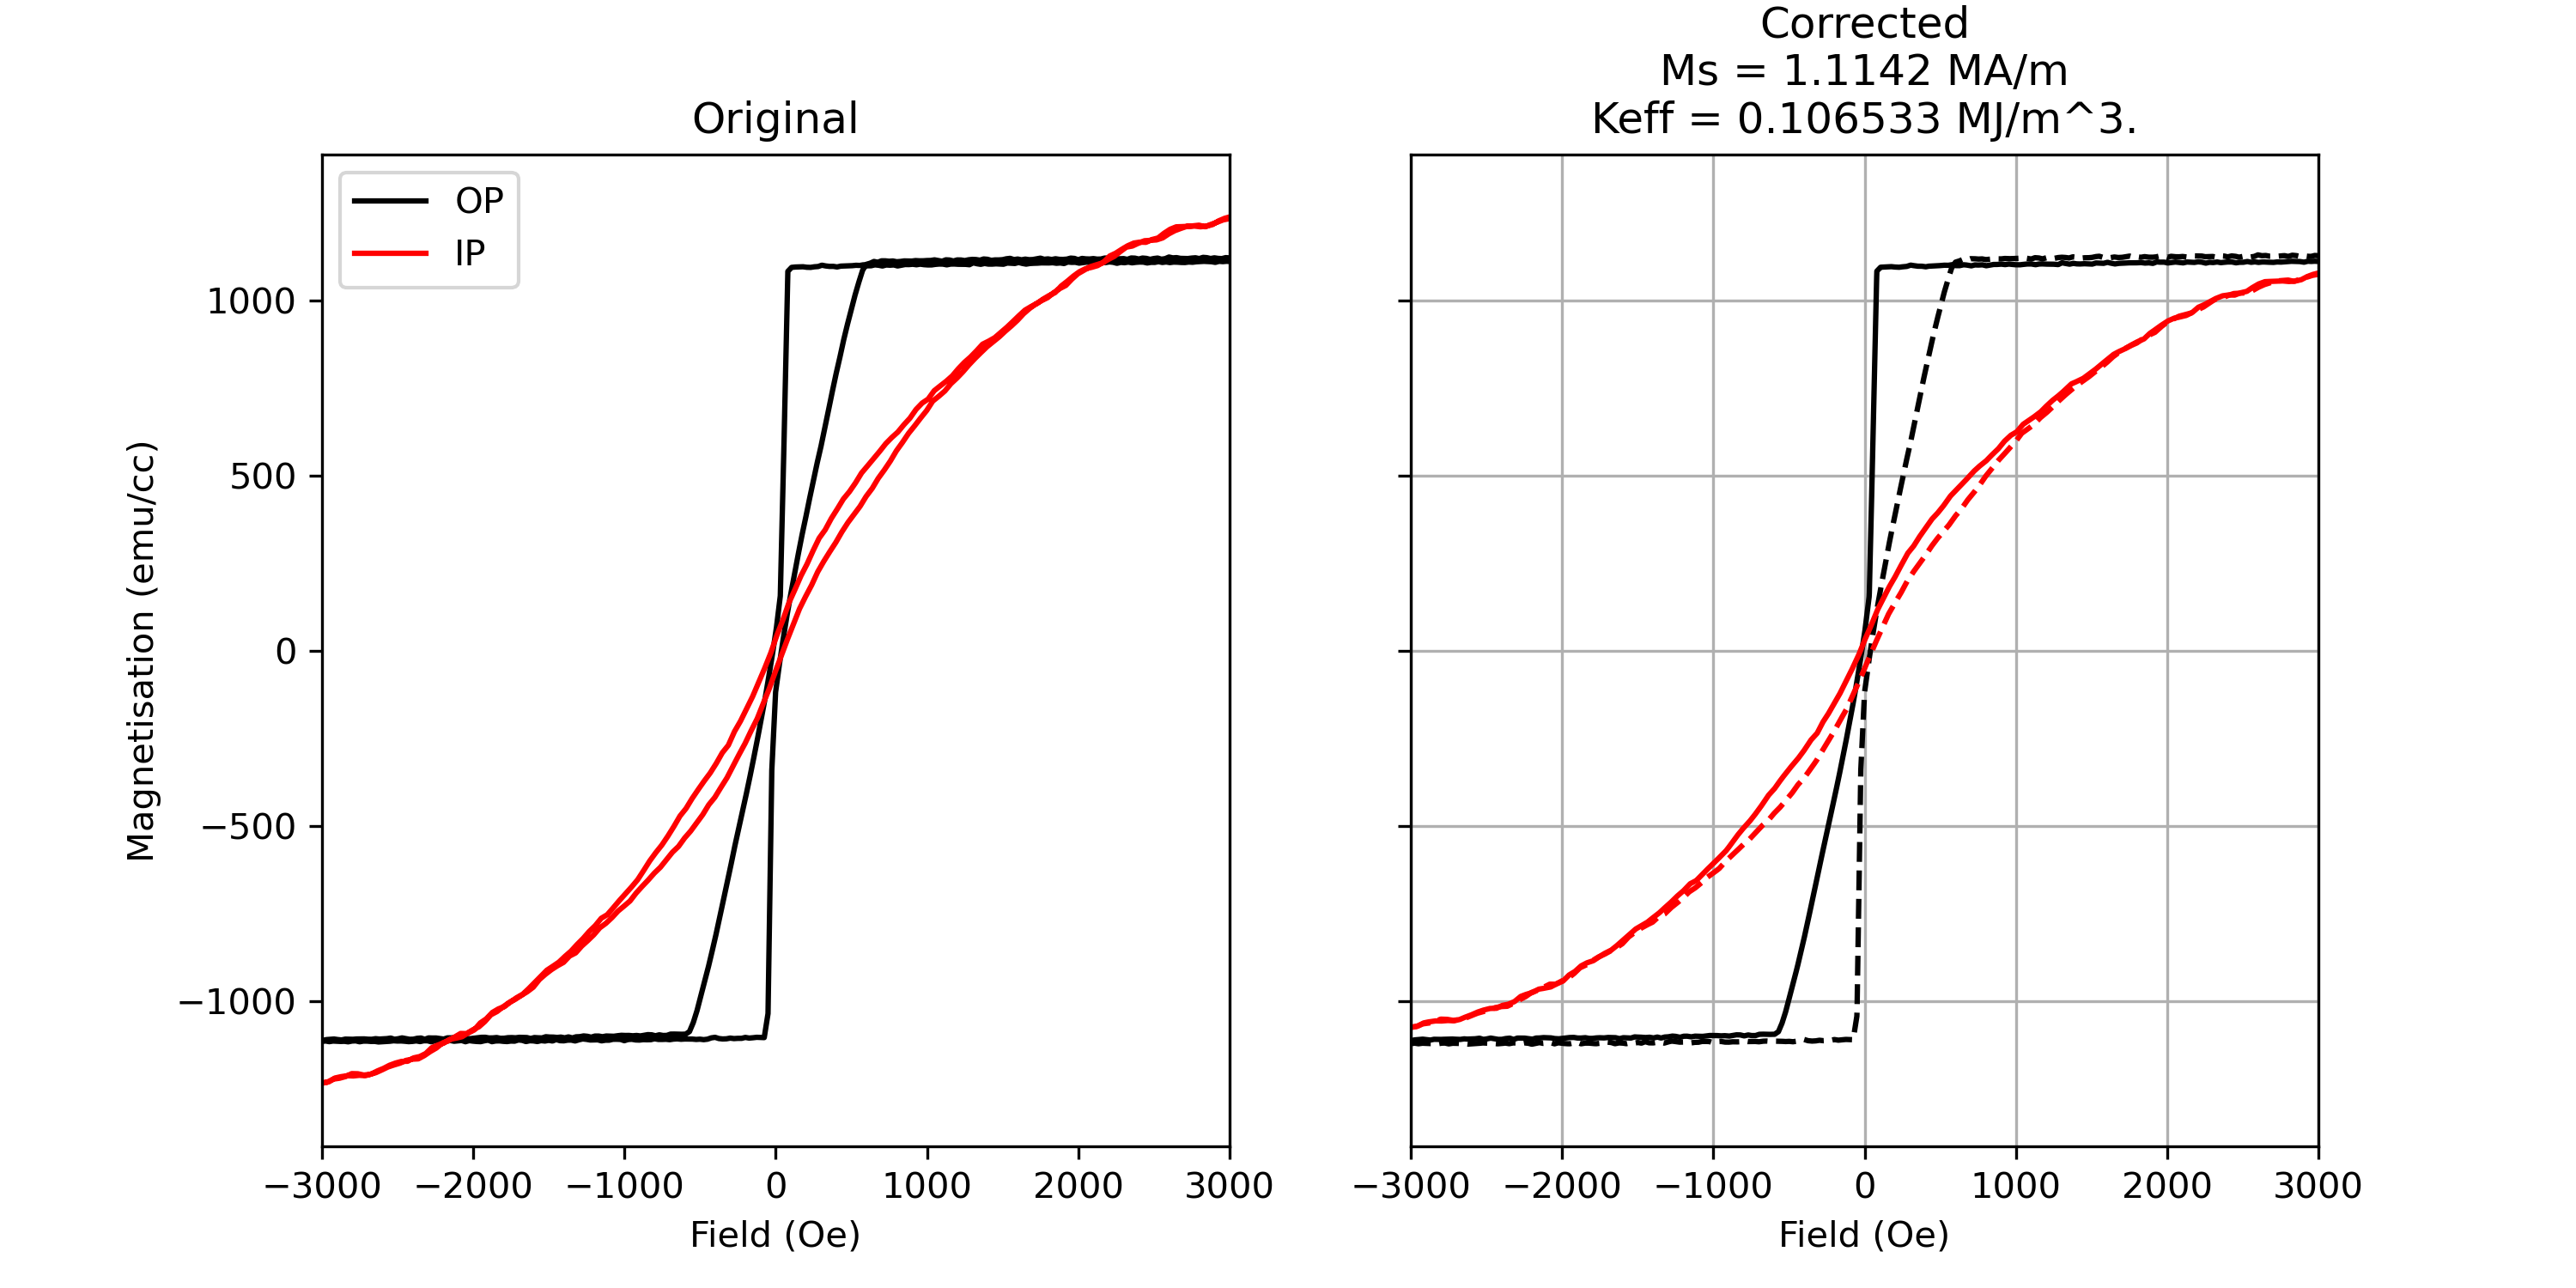 Original
OP
IP
1000
500
0
−500
−1000
Magnetisation (emu/cc)
−3000 −2000 −1000 0 1000 2000 3000
Field (Oe)
Corrected
Ms = 1.1142 MA/m
Keff = 0.106533 MJ/m^3.
−3000 −2000 −1000 0 1000 2000 3000
Field (Oe)